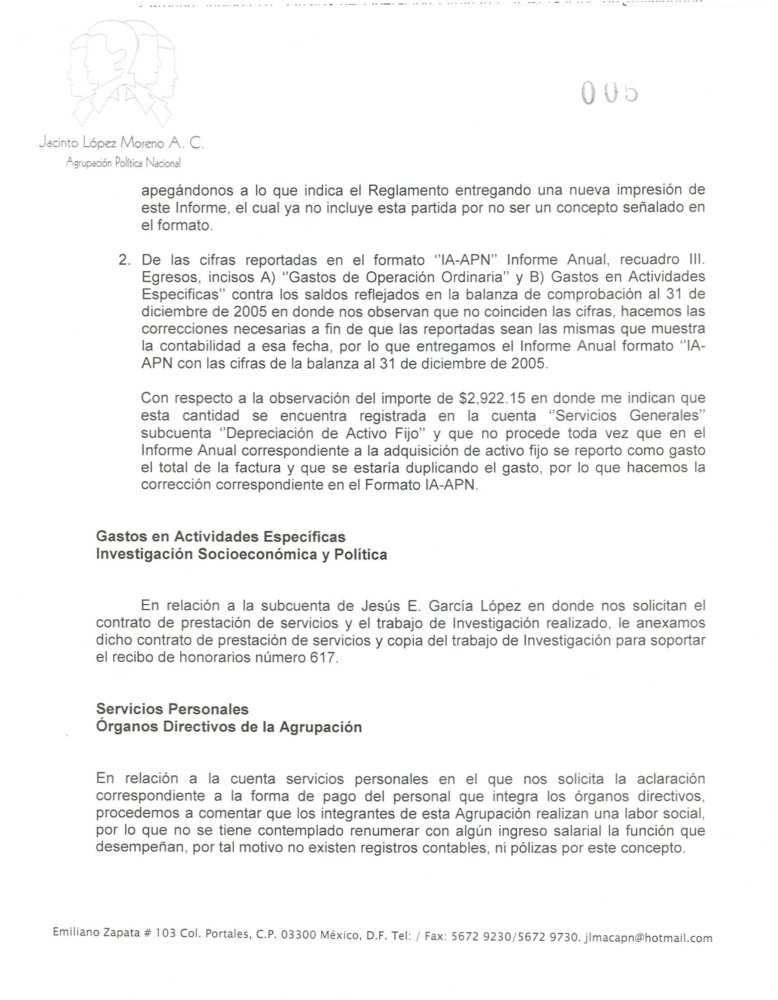 005
Jacinto López Moreno A. C.
Agrupación Política Nacional
apegándonos a lo que indica el Reglamento entregando una nueva impresión de
este Informe, el cual ya no incluye esta partida por no ser un concepto señalado en
el formato.
2. De las cifras reportadas en el formato ‘’IA-APN’’ Informe Anual, recuadro III.
Egresos, incisos A) ‘’Gastos de Operación Ordinaria’’ y B) Gastos en Actividades
Especificas’’ contra los saldos reflejados en la balanza de comprobación al 31 de
diciembre de 2005 en donde nos observan que no coinciden las cifras, hacemos las
correcciones necesarias a fin de que las reportadas sean las mismas que muestra
la contabilidad a esa fecha, por lo que entregamos el Informe Anual formato ‘’IA-
APN con las cifras de la balanza al 31 de diciembre de 2005.
Con respecto a la observación del importe de $2,922.15 en donde me indican que
esta cantidad se encuentra registrada en la cuenta ‘’Servicios Generales’’
subcuenta ‘’Depreciación de Activo Fijo’’ y que no procede toda vez que en el
Informe Anual correspondiente a la adquisición de activo fijo se reporto como gasto
el total de la factura y que se estaría duplicando el gasto, por lo que hacemos la
corrección correspondiente en el Formato IA-APN.
Gastos en Actividades Específicas
Investigación Socioeconómica y Política
En relación a la subcuenta de Jesús E. García López en donde nos solicitan el
contrato de prestación de servicios y el trabajo de Investigación realizado, le anexamos
dicho contrato de prestación de servicios y copia del trabajo de Investigación para soportar
el recibo de honorarios número 617.
Servicios Personales
Órganos Directivos de la Agrupación
En relación a la cuenta servicios personales en el que nos solicita la aclaración
correspondiente a la forma de pago del personal que integra los órganos directivos,
procedemos a comentar que los integrantes de esta Agrupación realizan una labor social,
por lo que no se tiene contemplado renumerar con algún ingreso salarial la función que
desempeñan, por tal motivo no existen registros contables, ni pólizas por este concepto.
Emiliano Zapata # 103 Col. Portales, C.P. 03300 México, D.F. Tel: / Fax: 5672 9230/5672 9730. jlmacapn@hotmail.com